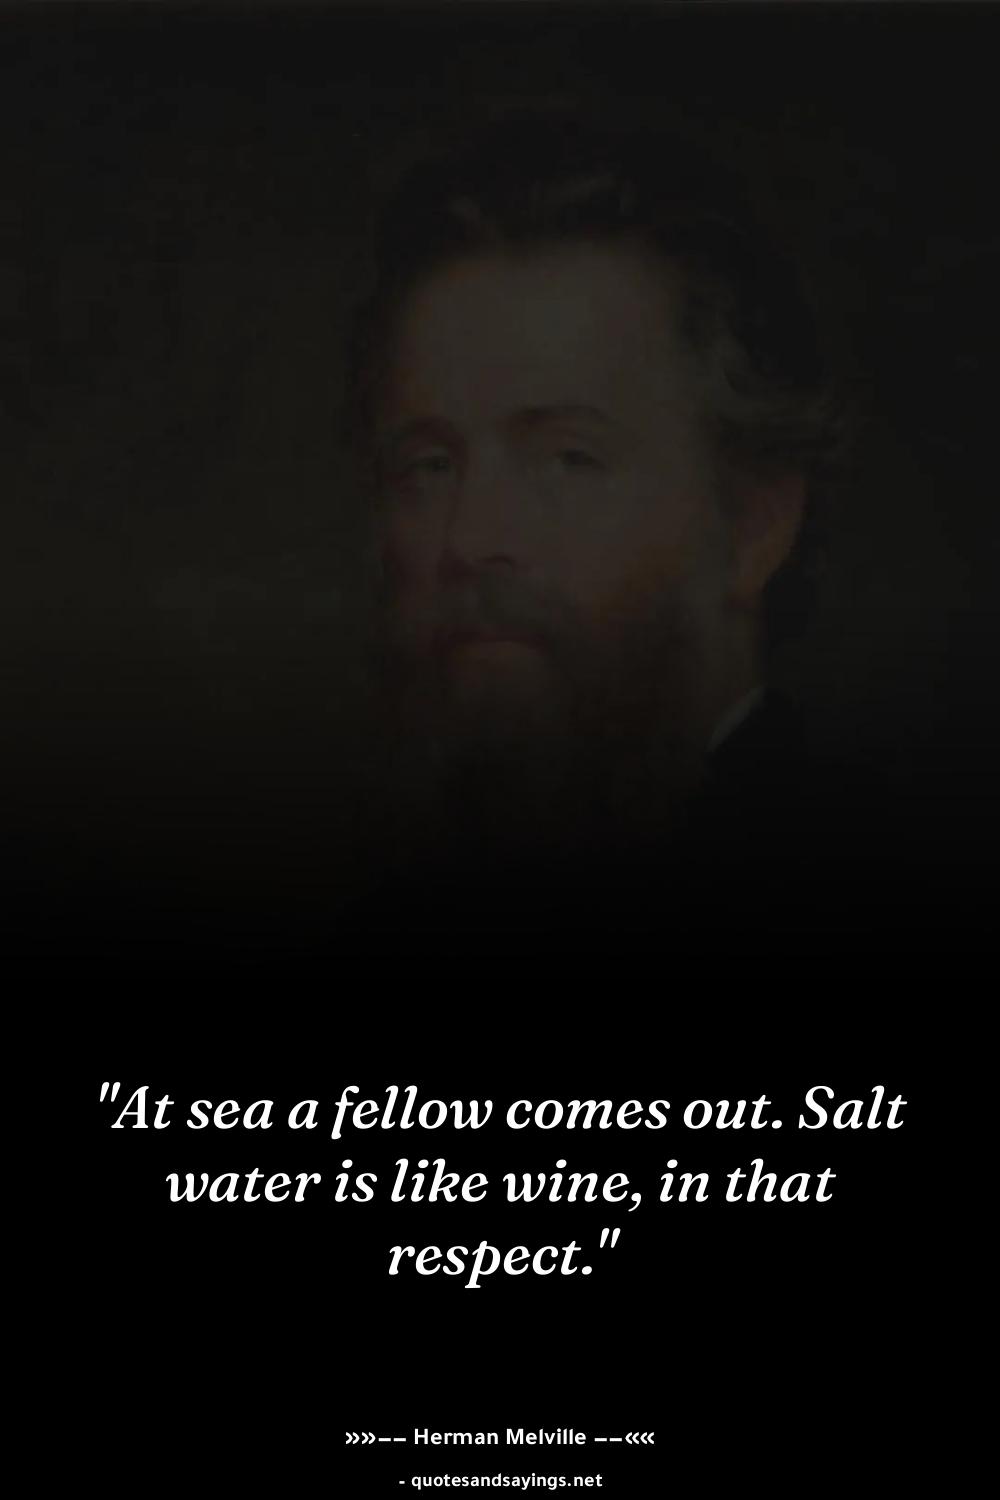 "At sea a fellow comes out. Salt
water is like wine, in that
respect."
»»−− Herman Melville −−««
- quotesandsayings.net